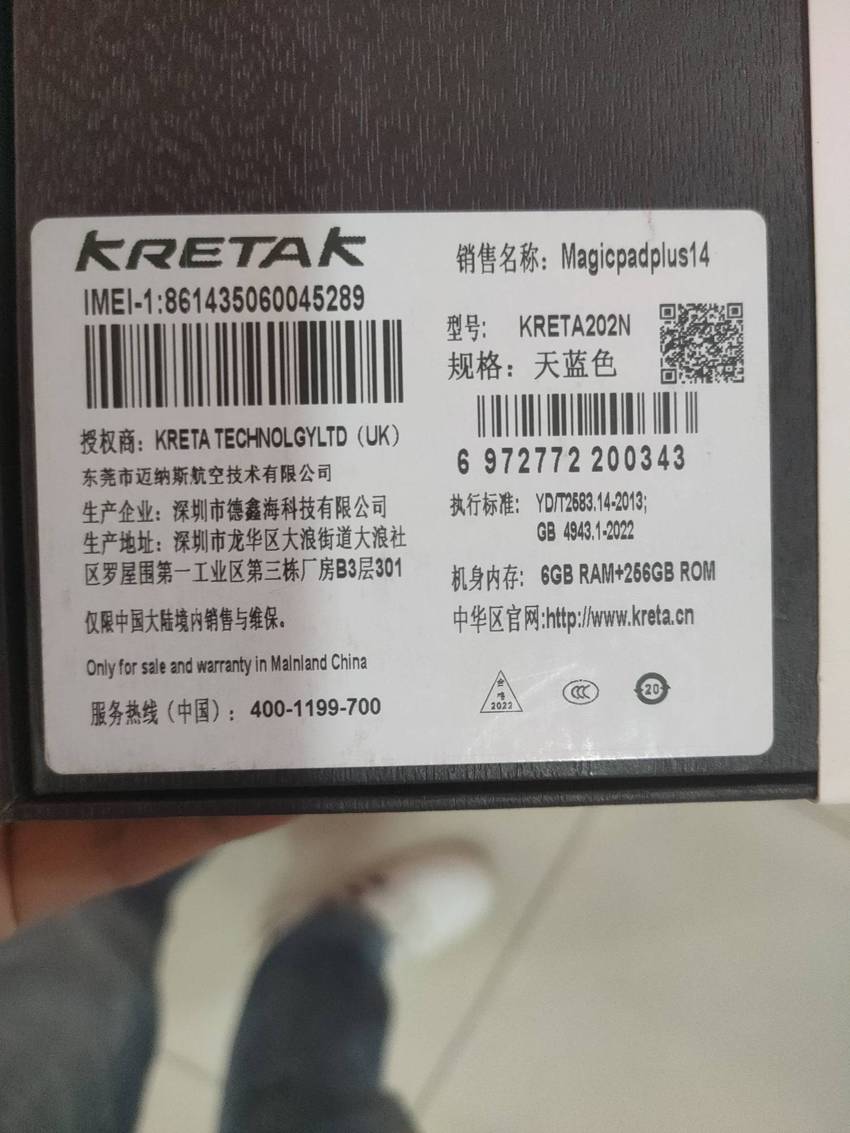 KRETAK
IMEI-1:861435060045289
授权商：KRETA TECHNOLGYLTD（UK）
东莞市迈纳斯航空技术有限公司
生产企业：深圳市德鑫海科技有限公司
生产地址：深圳市龙华区大浪街道大浪社
区罗屋围第一工业区第三栋厂房B3层301
仅限中国大陆境内销售与维保。
Only for sale and warranty in Mainland China
服务热线（中国）：400-1199-700
销售名称：Magicpadplus14
型号：KRETA202N
规格：天蓝色
6 972772 200343
执行标准：YD/T2583.14-2013;
GB 4943.1-2022
机身内存：6GB RAM+256GB ROM
中华区官网:http://www.kreta.cn
合
格
2022
CCC
20